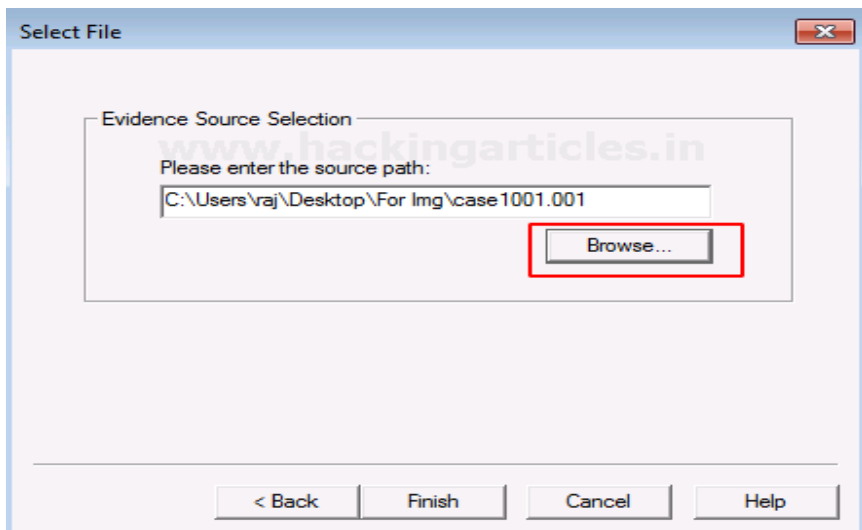 Select File
Evidence Source Selection
www.hackingarticles.in
Please enter the source path:
C:\Users\raj\Desktop\For Img\case1001.001
Browse...
< Back
Finish
Cancel
Help